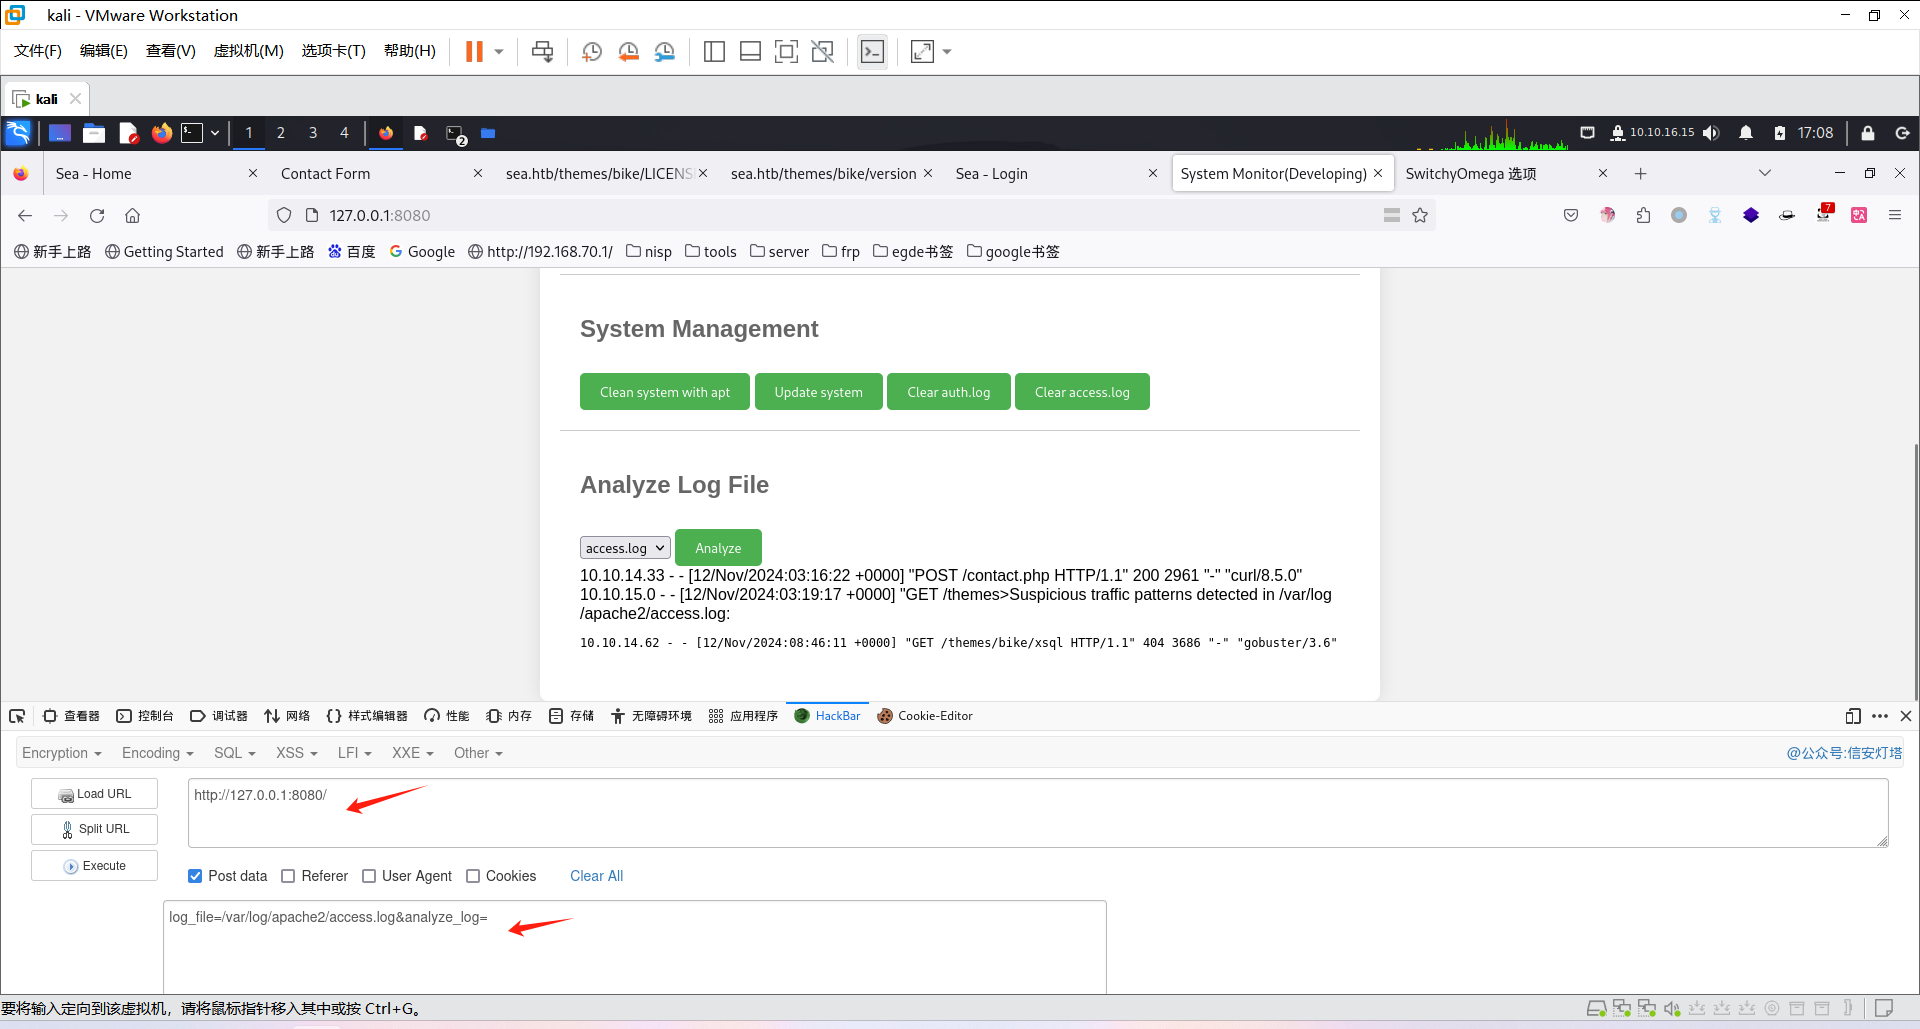 kali - VMware Workstation
文件(F) 编辑(E) 查看(V) 虚拟机(M) 选项卡(T) 帮助(H)
kali
1 2 3 4 2 10.10.16.15 17:08
Sea - Home Contact Form sea.htb/themes/bike/LICENS sea.htb/themes/bike/version Sea - Login System Monitor(Developing) SwitchyOmega 选项
127.0.0.1:8080 7
新手上路 Getting Started 新手上路 百度 Google http://192.168.70.1/ nisp tools server frp egde书签 google书签
System Management
Clean system with apt Update system Clear auth.log Clear access.log
Analyze Log File
access.log Analyze
10.10.14.33 - - [12/Nov/2024:03:16:22 +0000] "POST /contact.php HTTP/1.1" 200 2961 "-" "curl/8.5.0"
10.10.15.0 - - [12/Nov/2024:03:19:17 +0000] "GET /themes>Suspicious traffic patterns detected in /var/log
/apache2/access.log:
10.10.14.62 - - [12/Nov/2024:08:46:11 +0000] "GET /themes/bike/xsql HTTP/1.1" 404 3686 "-" "gobuster/3.6"
查看器 控制台 调试器 网络 样式编辑器 性能 内存 存储 无障碍环境 应用程序 HackBar Cookie-Editor
Encryption Encoding SQL XSS LFI XXE Other @公众号:信安灯塔
Load URL http://127.0.0.1:8080/
Split URL
Execute
Post data Referer User Agent Cookies Clear All
log_file=/var/log/apache2/access.log&analyze_log=
要将输入定向到该虚拟机，请将鼠标指针移入其中或按 Ctrl+G。